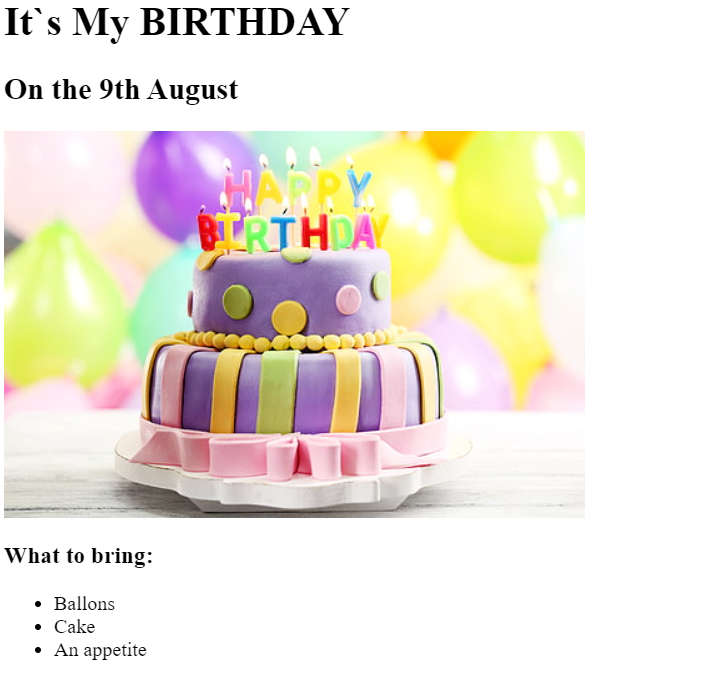 It`s My BIRTHDAY
On the 9th August
HAPPY
BIRTHDAY
What to bring:
Ballons
Cake
An appetite